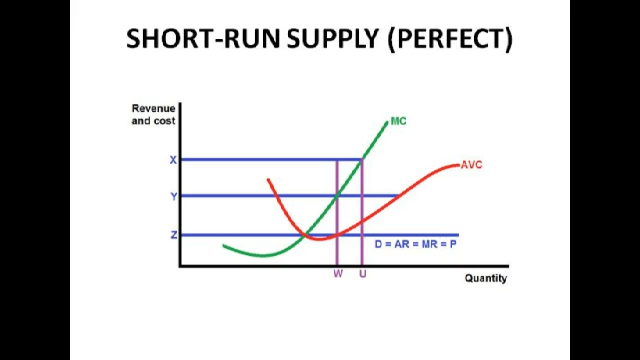 SHORT-RUN SUPPLY (PERFECT)
Revenue
and cost
MC
X
AVC
Y
Z
D = AR = MR = P
W U
Quantity